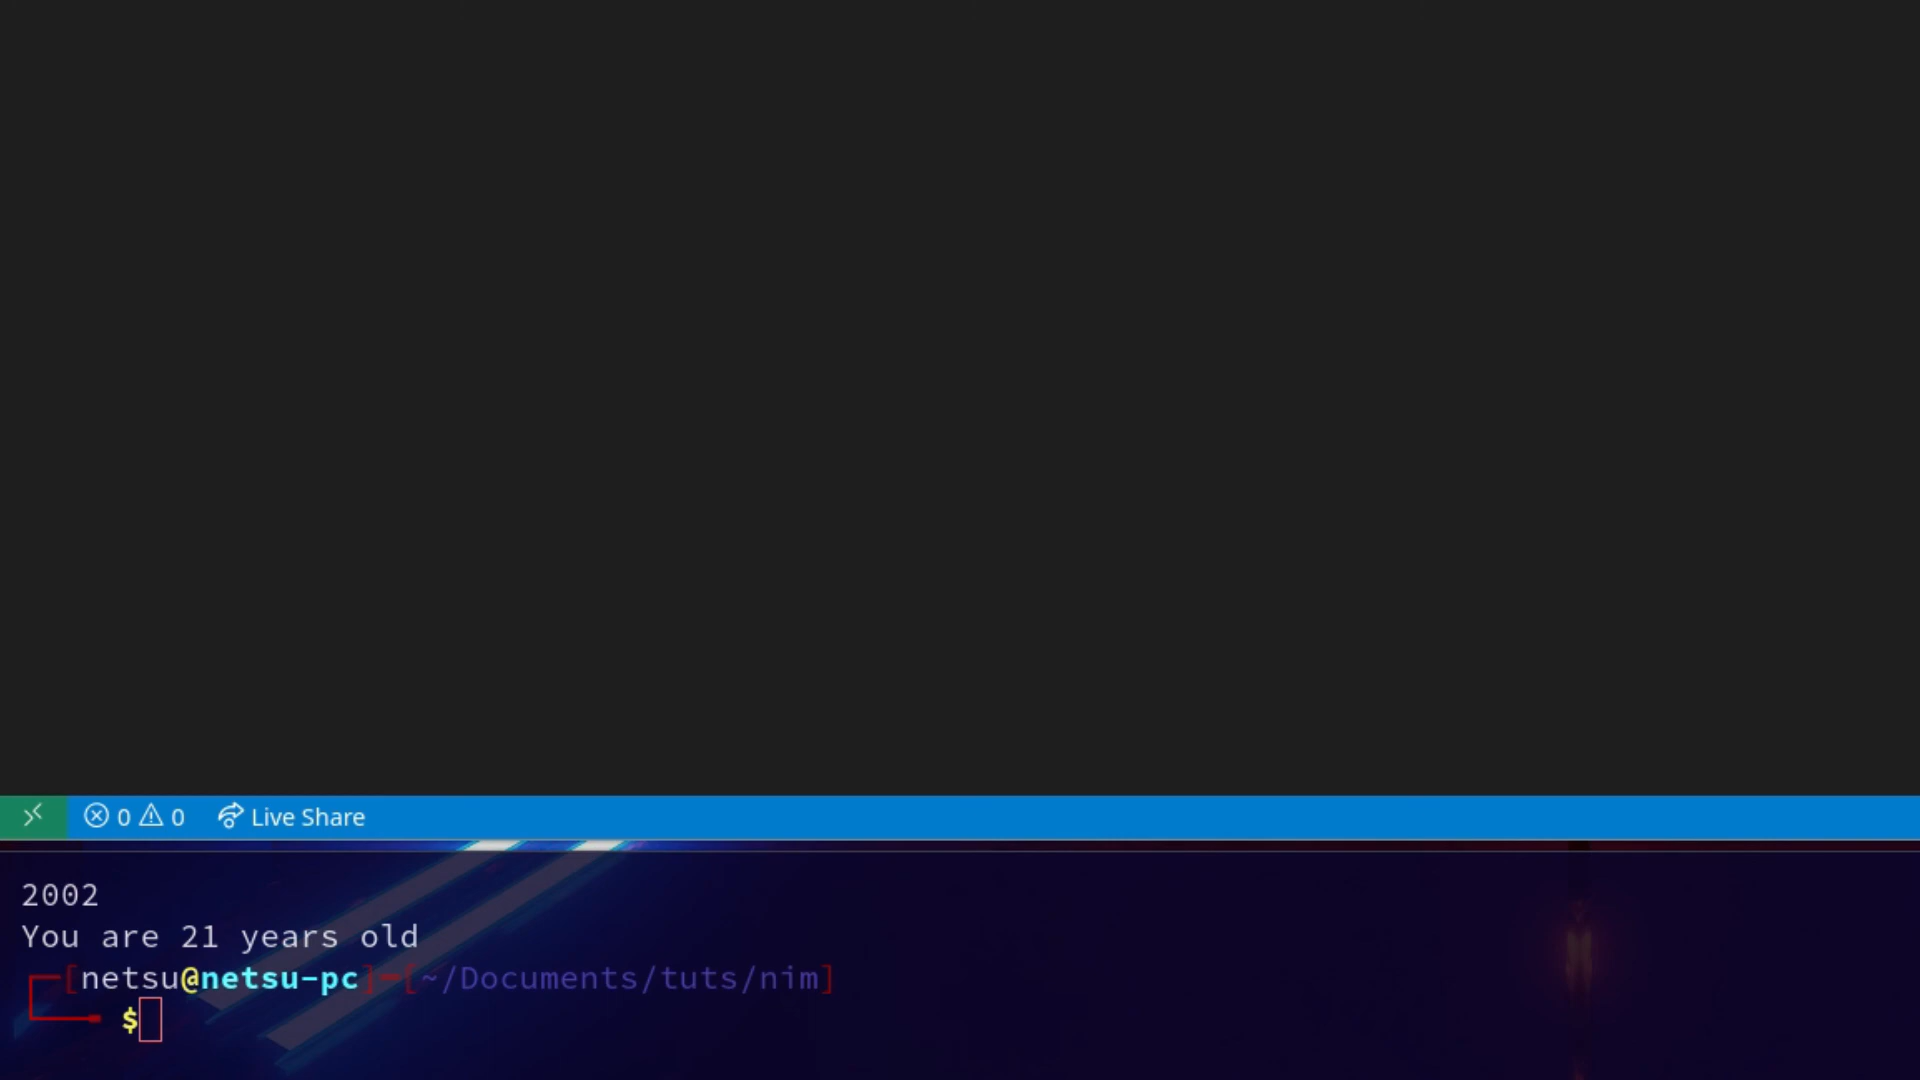 0 0 Live Share
2002
You are 21 years old
[netsu@netsu-pc]-[~/Documents/tuts/nim]
$